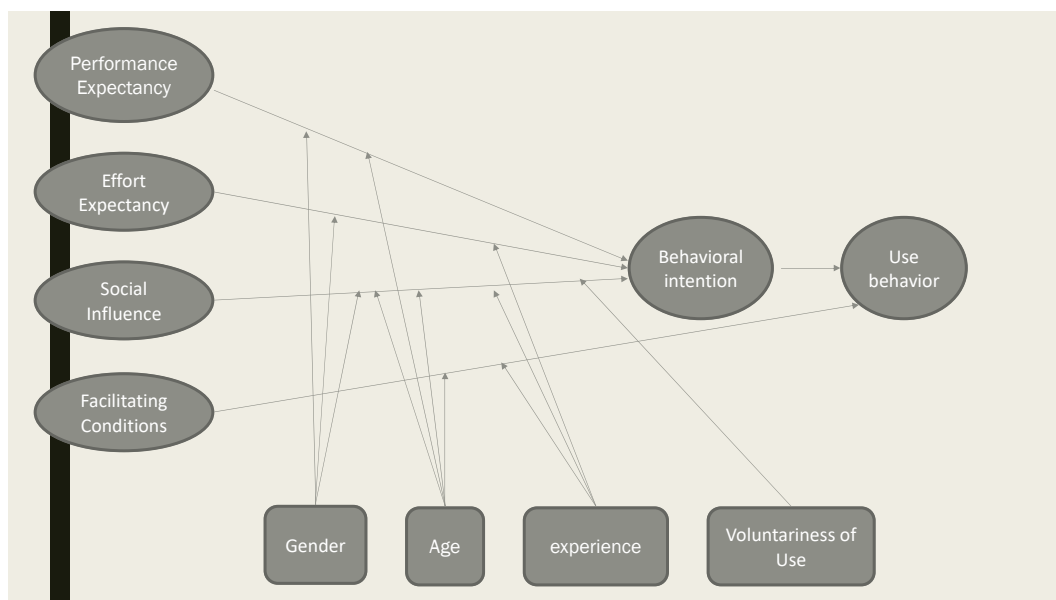 Performance
Expectancy
Effort
Expectancy
Social
Influence
Facilitating
Conditions
Behavioral
intention
Use
behavior
Gender
Age
experience
Voluntariness of
Use